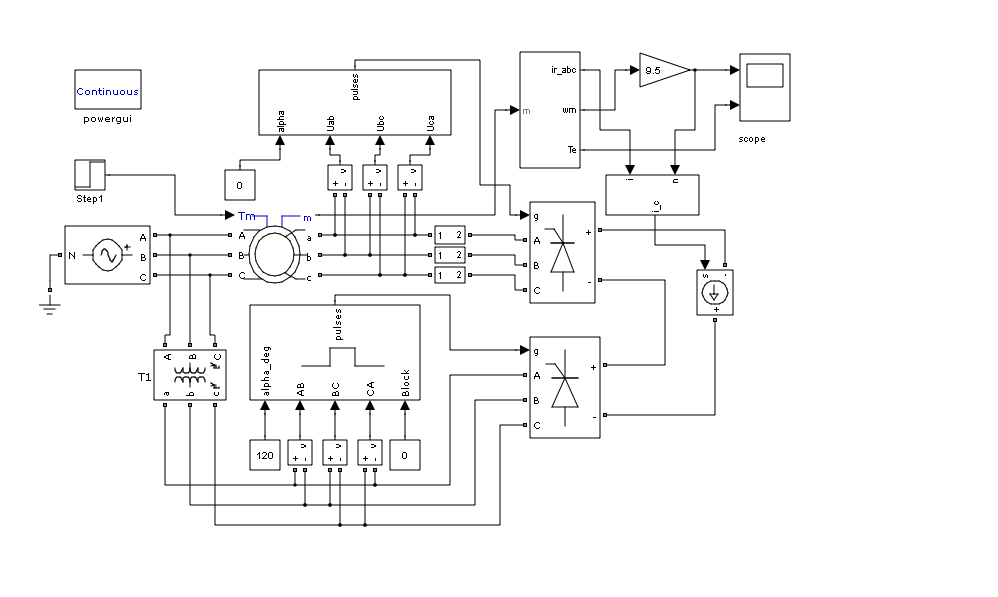 Continuous
powergui
Step1
pulses
alpha
Uab
Ubc
Uca
0
+ - v
+ - v
+ - v
ir_abc
m
wm
Te
9.5
scope
i
n
i_c
Tm
m
N
A
B
C
+
A
B
C
a
b
c
1 2
1 2
1 2
g
A
B
C
+
-
s
-
+
T1
A
B
C
a
b
c
pulses
alpha_deg
AB
BC
CA
Block
120
+ - v
+ - v
+ - v
0
g
A
B
C
+
-